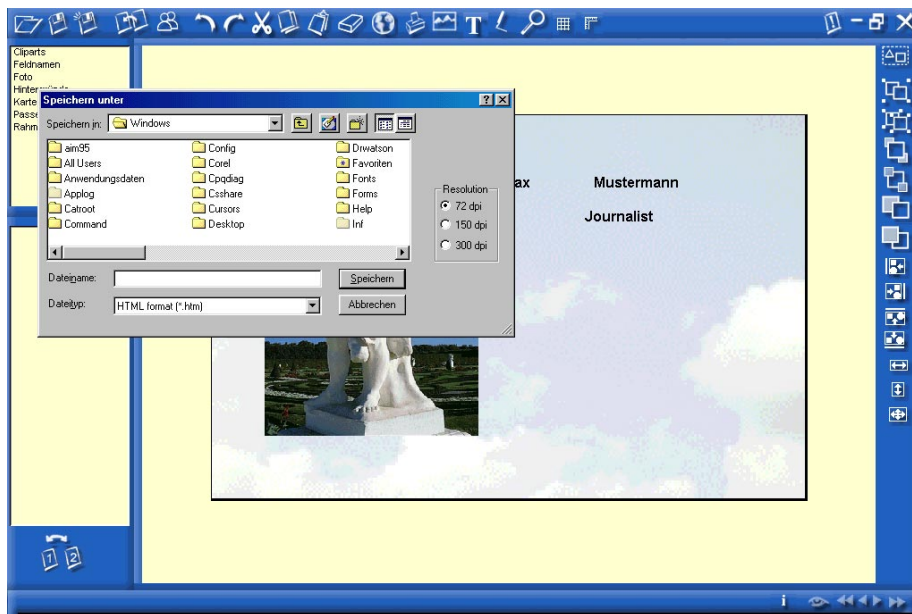 T
Cliparts
Feldnamen
Foto
Karte
Speichern unter
Speichern in: Windows
aim95
All Users
Anwendungsdaten
Applog
Catroot
Command
Config
Corel
Cpqdiag
Csshare
Cursors
Desktop
Drwatson
Favoriten
Fonts
Forms
Help
Inf
Resolution
72 dpi
150 dpi
300 dpi
Dateiname:
Speichern
Dateityp: HTML format (*.htm)
Abbrechen
ax Mustermann
Journalist
1 2
i